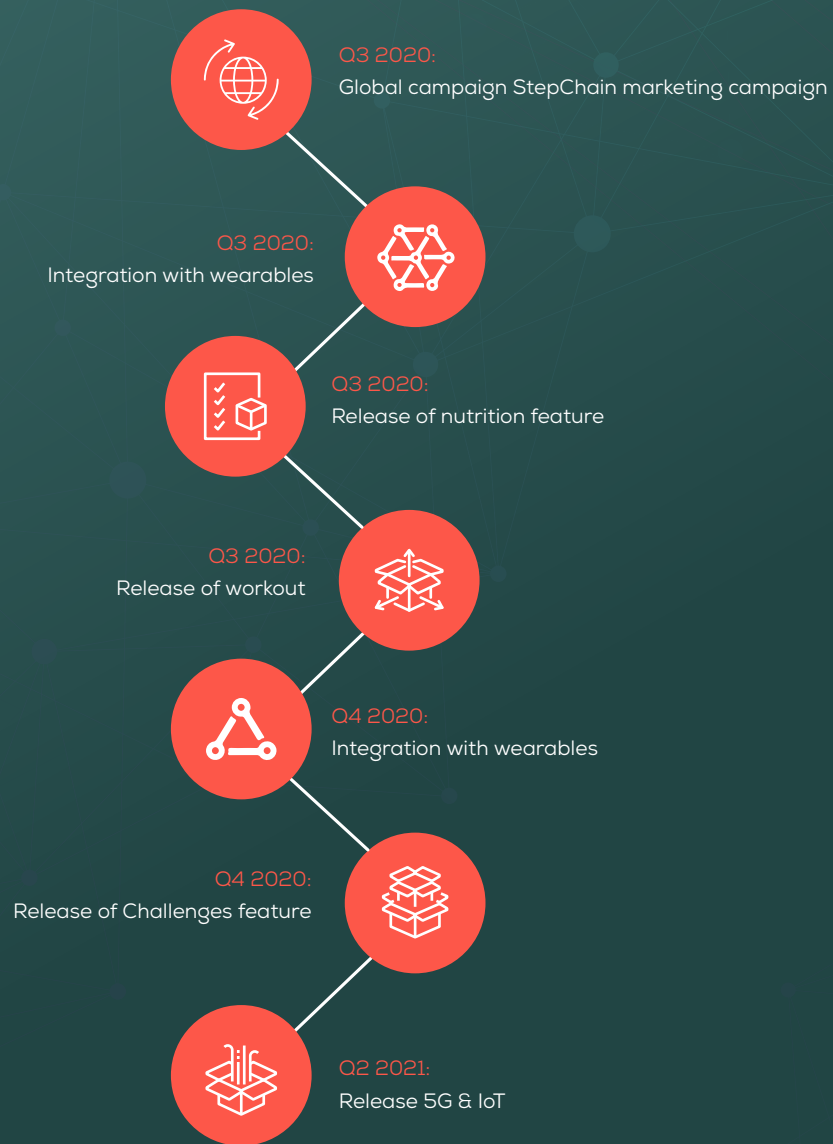 Q3 2020:
Global campaign StepChain marketing campaign
Q3 2020:
Integration with wearables
Q3 2020:
Release of nutrition feature
Q3 2020:
Release of workout
Q4 2020:
Integration with wearables
Q4 2020:
Release of Challenges feature
Q2 2021:
Release 5G & IoT